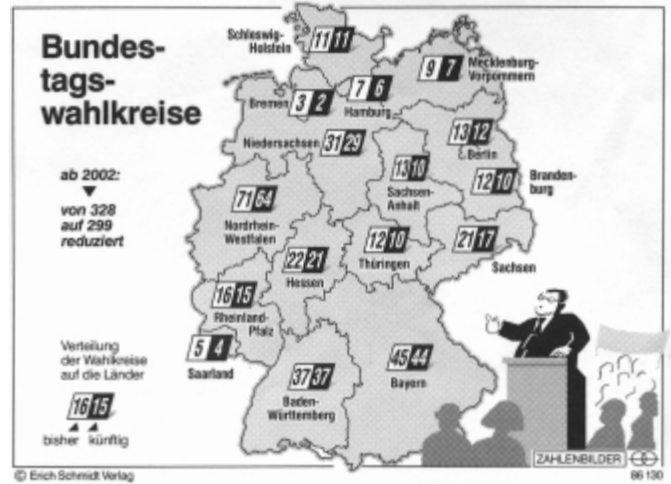 Bundes-
tags-
wahlkreise
ab 2002:
von 328
auf 299
reduziert
Schleswig-
Holstein
11 11
9 7
Mecklenburg-
Vorpommern
Bremen
3 2
7 6
Hamburg
Niedersachsen
31 29
13 12
Berlin
13 10
Sachsen-
Anhalt
12 10
Branden-
burg
71 64
Nordrhein-
Westfalen
22 21
Hessen
12 10
Thüringen
21 17
Sachsen
16 15
Rheinland-
Pfalz
5 4
Saarland
37 37
Baden-
Württemberg
45 44
Bayern
Verteilung
der Wahlkreise
auf die Länder
16 15
bisher künftig
ZAHLENBILDER
© Erich Schmidt Verlag
86 130